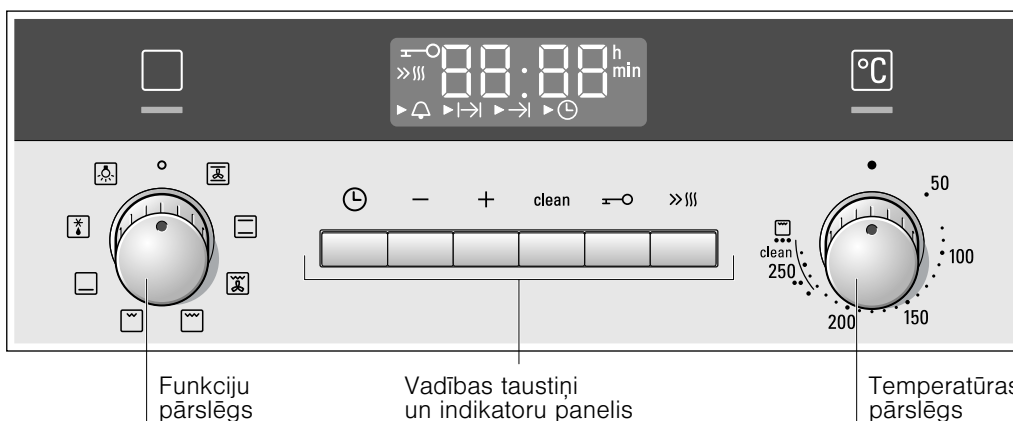 88:88 h
min
°C
50
100
150
200
250
clean
- + clean
Funkciju
pārslēgs
Vadības taustiņi
un indikatoru panelis
Temperatūras
pārslēgs